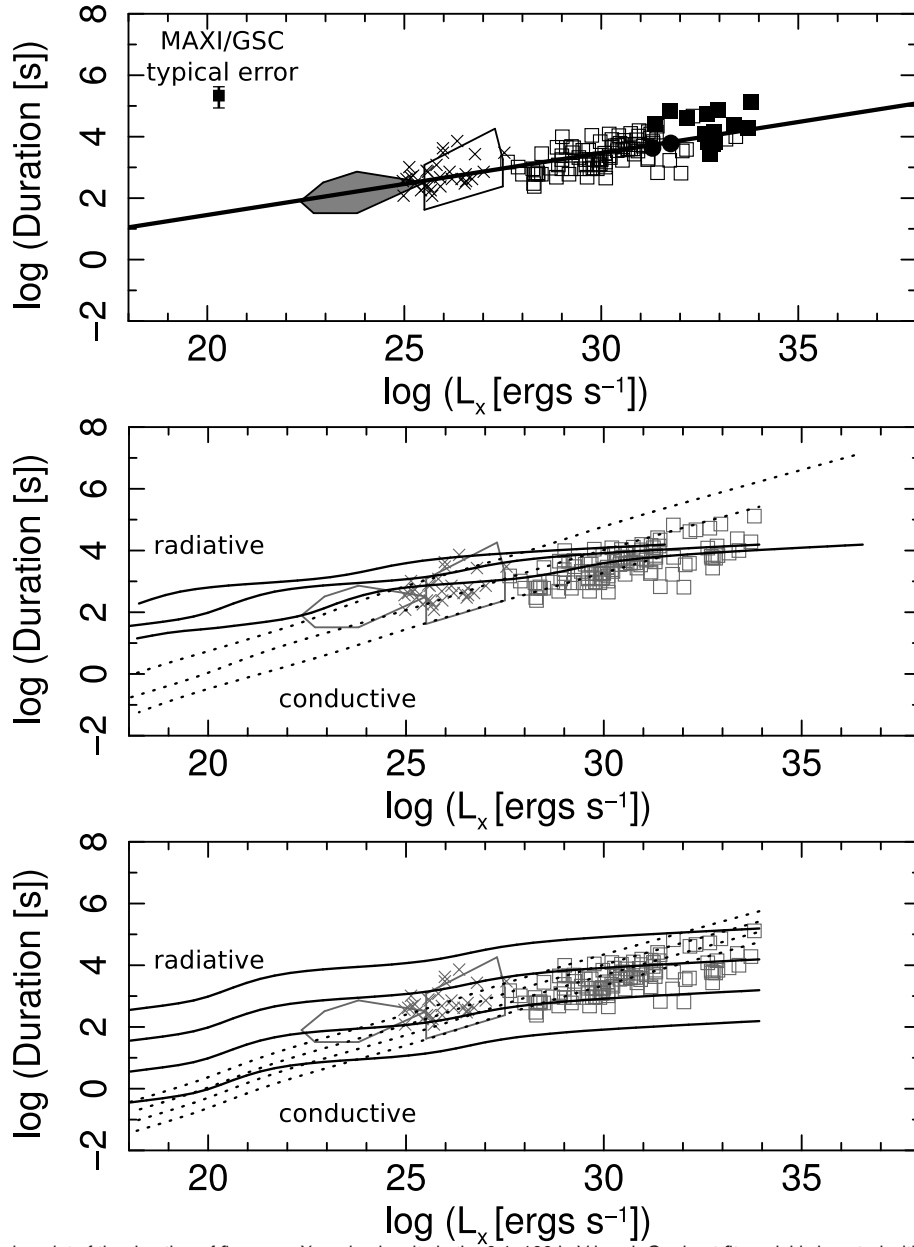 8
6
4
2
0
−2
log (Duration [s])
MAXI/GSC
typical error
20 25 30 35
log (Lx [ergs s−1])
8
6
4
2
0
−2
log (Duration [s])
radiative
conductive
20 25 30 35
log (Lx [ergs s−1])
8
6
4
2
0
−2
log (Duration [s])
radiative
conductive
20 25 30 35
log (Lx [ergs s−1])